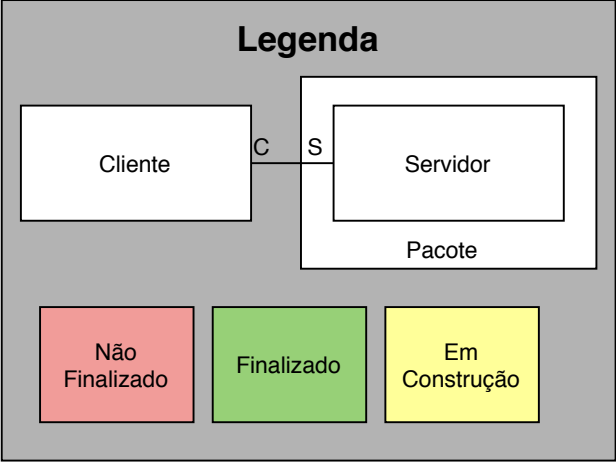 Legenda
Cliente
C
S
Servidor
Pacote
Não
Finalizado
Finalizado
Em
Construção